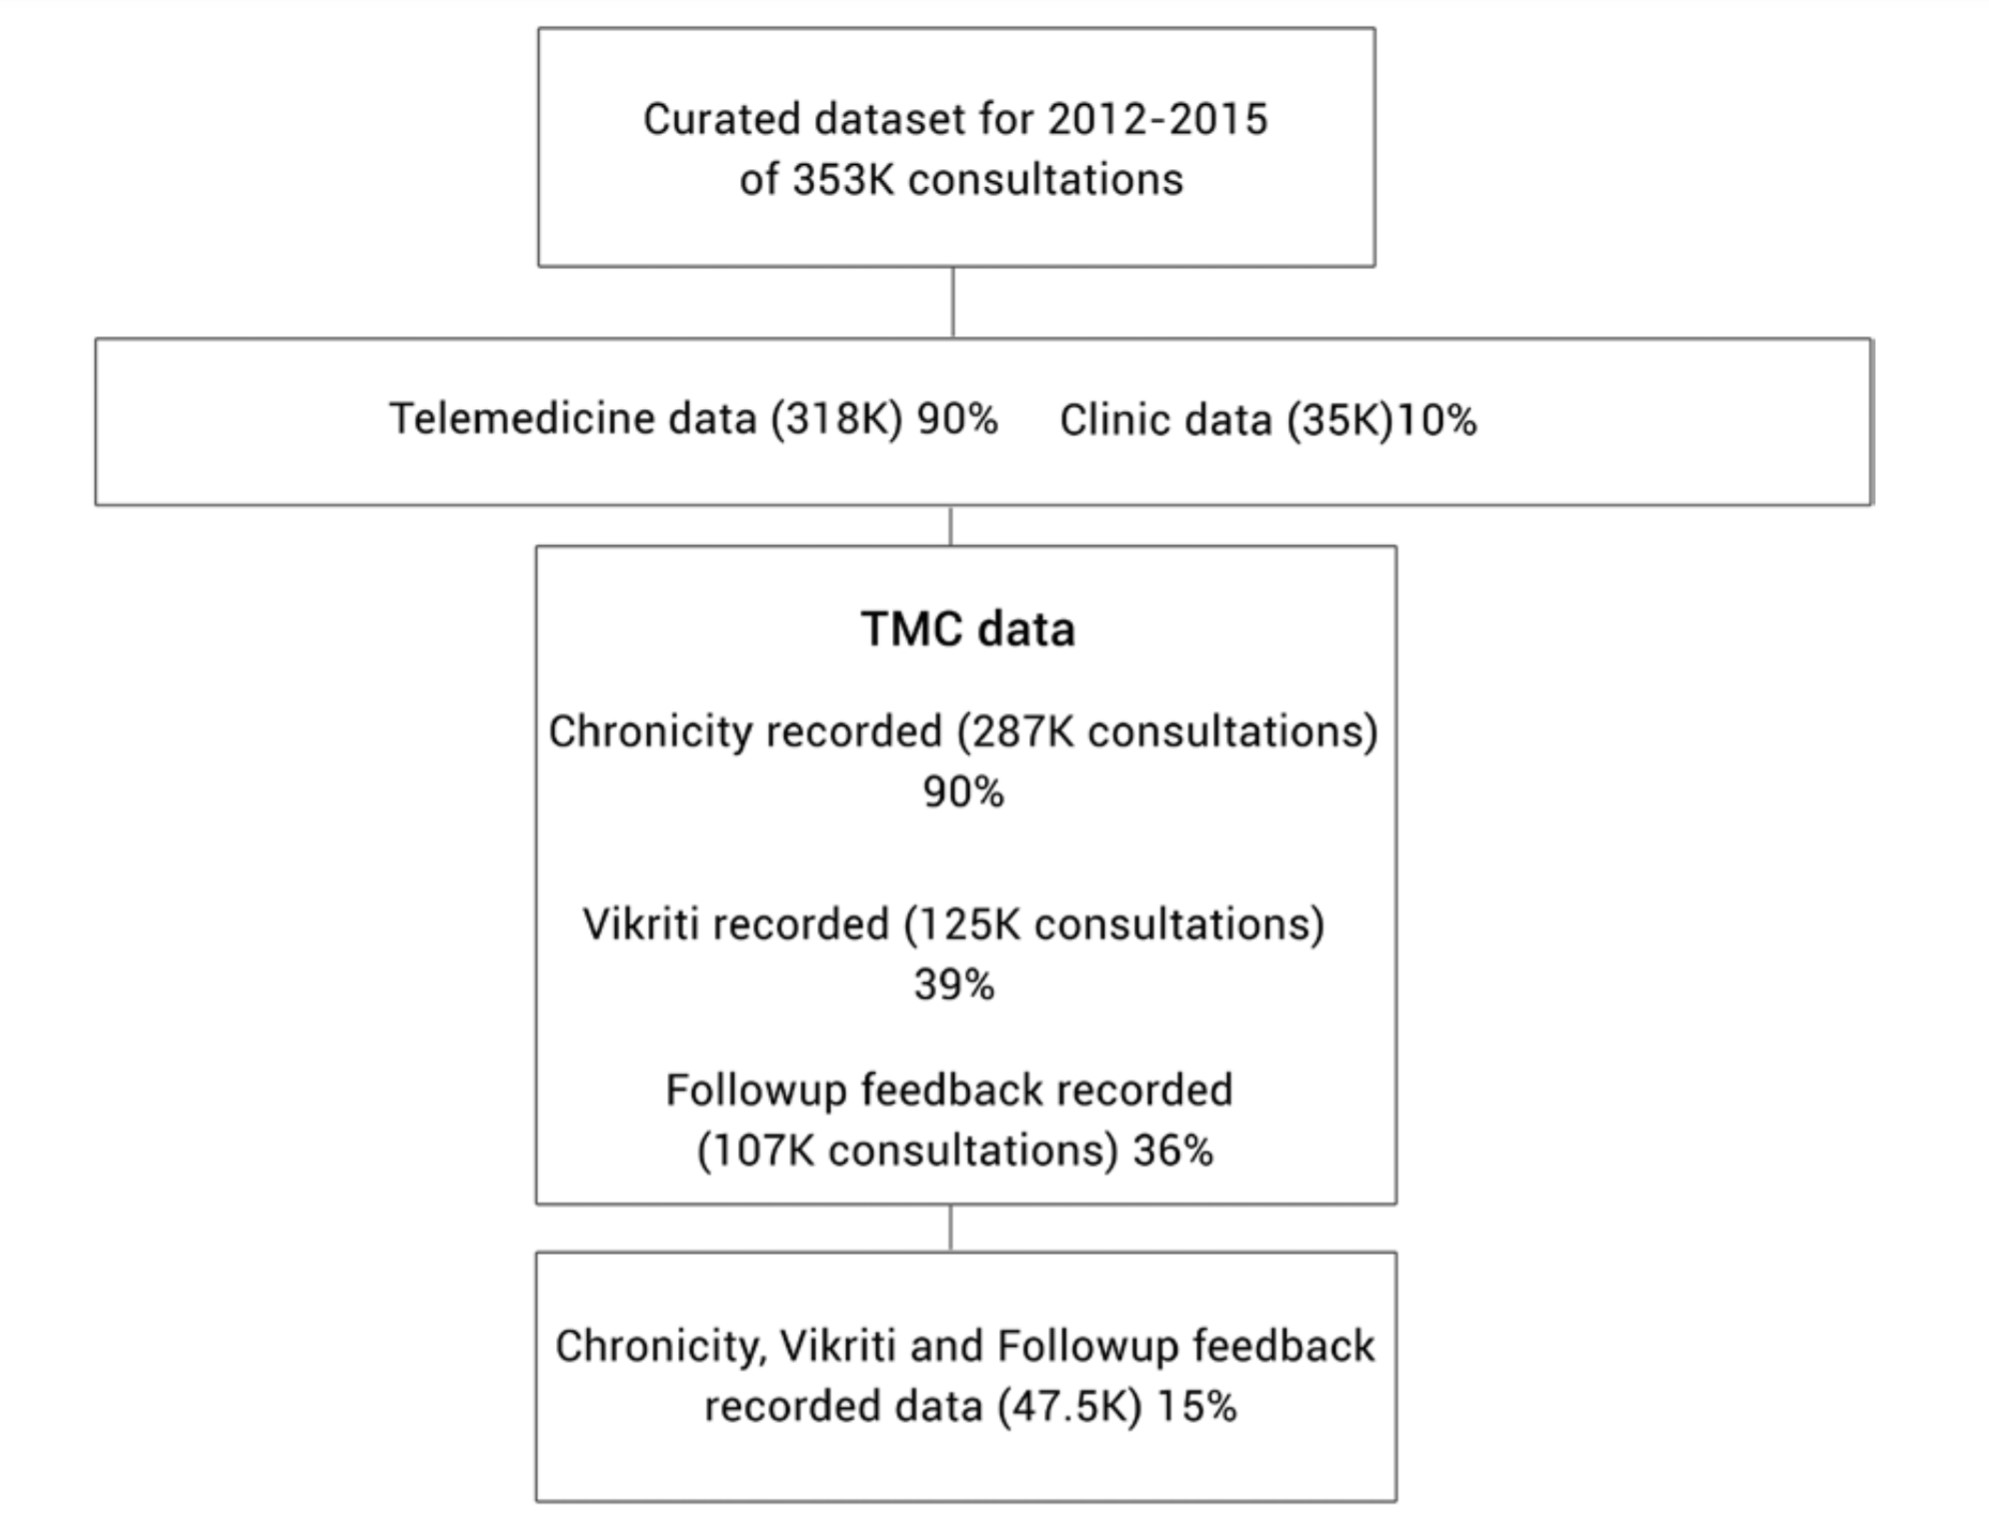 Curated dataset for 2012-2015
of 353K consultations
Telemedicine data (318K) 90% Clinic data (35K)10%
TMC data
Chronicity recorded (287K consultations)
90%
Vikriti recorded (125K consultations)
39%
Followup feedback recorded
(107K consultations) 36%
Chronicity, Vikriti and Followup feedback
recorded data (47.5K) 15%